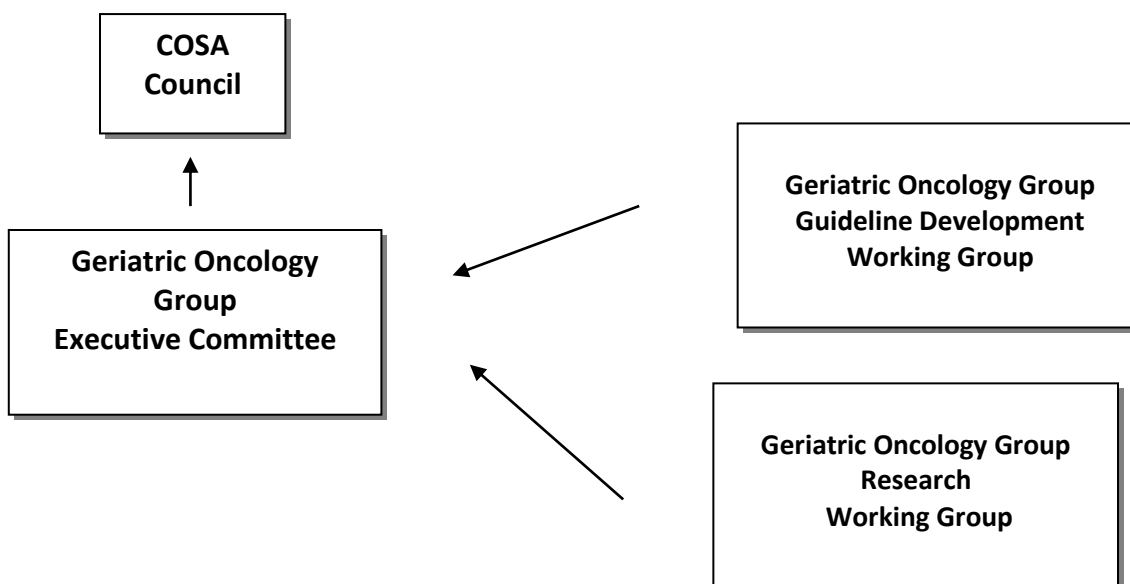 COSA
Council
Geriatric Oncology Group
Guideline Development
Working Group
Geriatric Oncology
Group
Executive Committee
Geriatric Oncology Group
Research
Working Group